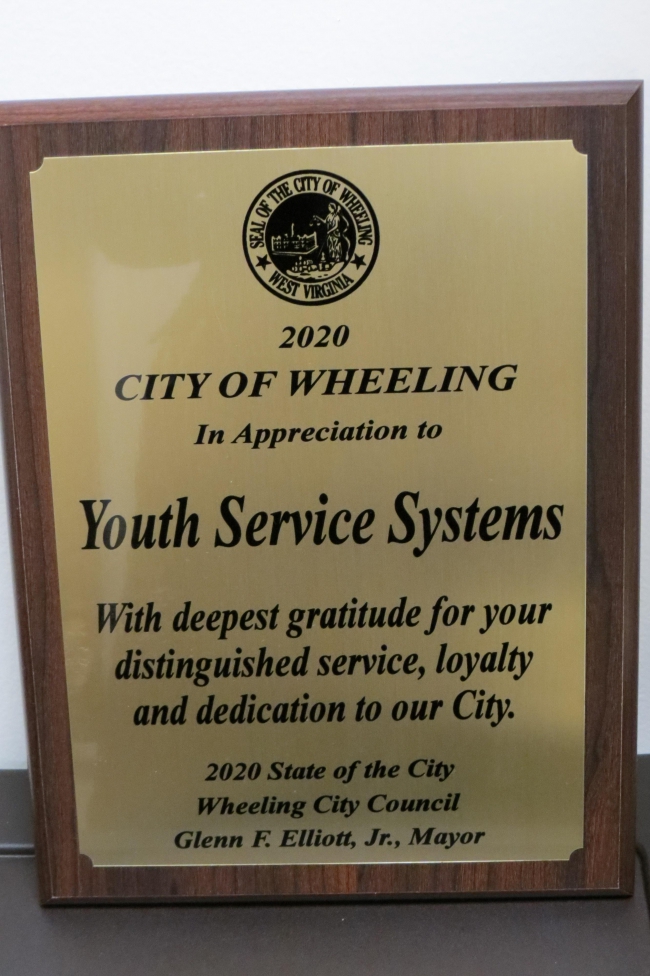 SEAL OF THE CITY OF WHEELING
WEST VIRGINIA
2020
CITY OF WHEELING
In Appreciation to
Youth Service Systems
With deepest gratitude for your
distinguished service, loyalty
and dedication to our City.
2020 State of the City
Wheeling City Council
Glenn F. Elliott, Jr., Mayor